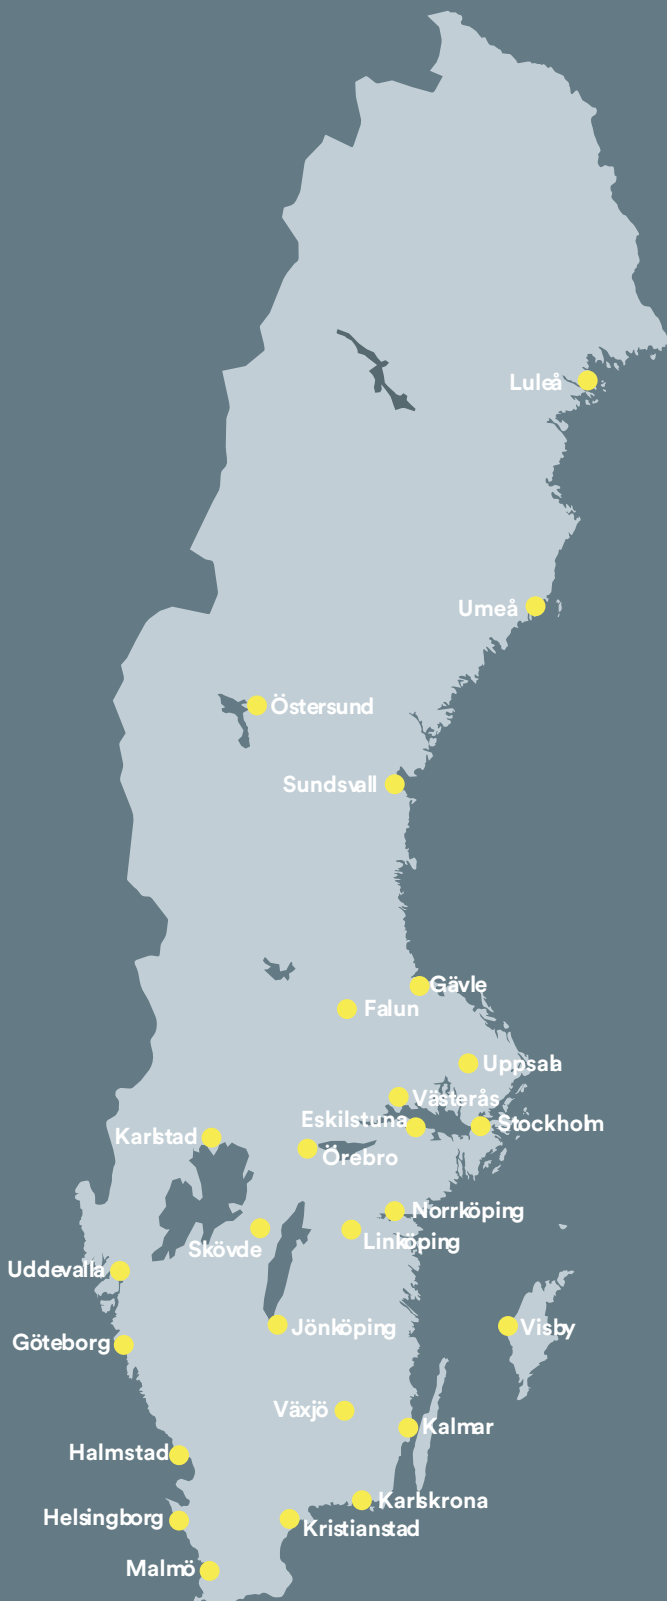 Luleå
Umeå
Östersund
Sundsvall
Gävle
Falun
Uppsala
Västerås
Eskilstuna
Stockholm
Karlstad
Örebro
Norrköping
Linköping
Skövde
Uddevalla
Jönköping
Visby
Göteborg
Växjö
Kalmar
Halmstad
Karlskrona
Helsingborg
Kristianstad
Malmö